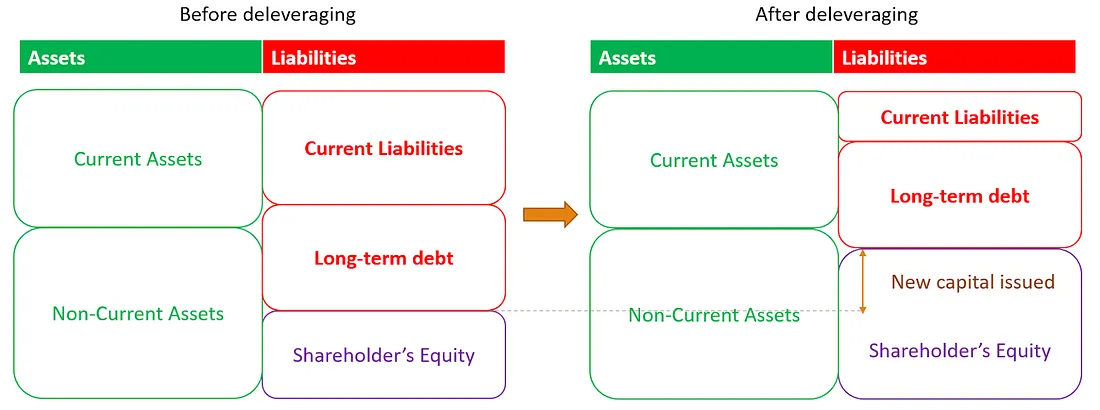 Before deleveraging
Assets
Liabilities
Current Assets
Current Liabilities
Long-term debt
Non-Current Assets
Shareholder’s Equity
After deleveraging
Assets
Liabilities
Current Liabilities
Current Assets
Long-term debt
New capital issued
Non-Current Assets
Shareholder’s Equity